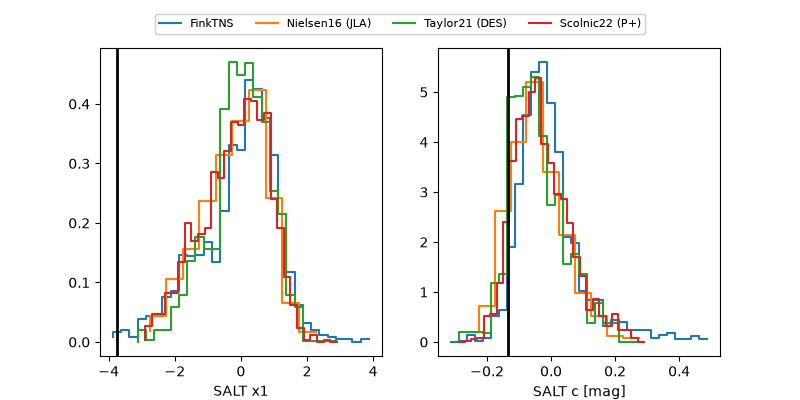 FinkTNS Nielsen16 (JLA) Taylor21 (DES) Scolnic22 (P+)
0.4
0.3
0.2
0.1
0.0
−4 −2 0 2 4
SALT x1
5
4
3
2
1
0
−0.2 0.0 0.2 0.4
SALT c [mag]